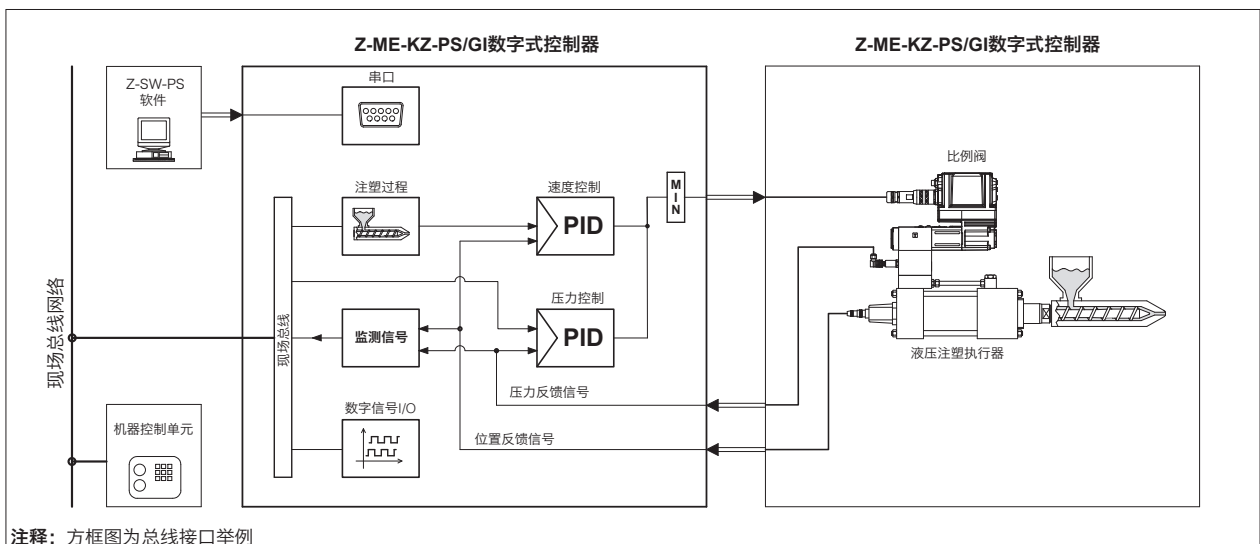 Z-ME-KZ-PS/GI数字式控制器
Z-ME-KZ-PS/GI数字式控制器
Z-SW-PS
软件
串口
注塑过程
速度控制
PID
MIN
比例阀
现场总线网络
现场总线
监测信号
压力控制
PID
液压注塑执行器
压力反馈信号
数字信号I/O
位置反馈信号
机器控制单元
注释：方框图为总线接口举例